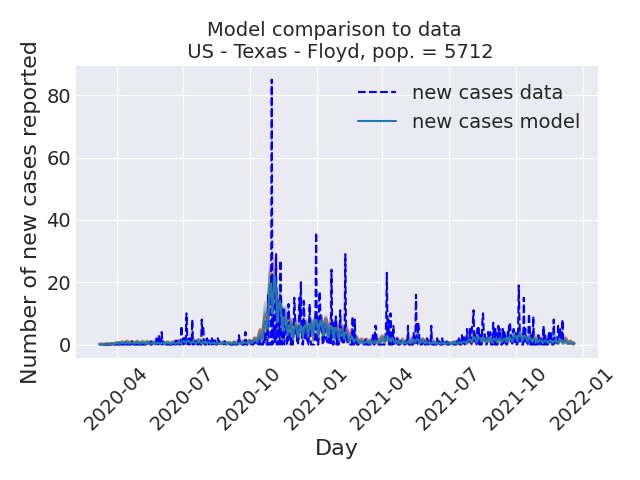 Model comparison to data
US - Texas - Floyd, pop. = 5712
Number of new cases reported
80
60
40
20
0
new cases data
new cases model
2020-04
2020-07
2020-10
2021-01
2021-04
2021-07
2021-10
2022-01
Day